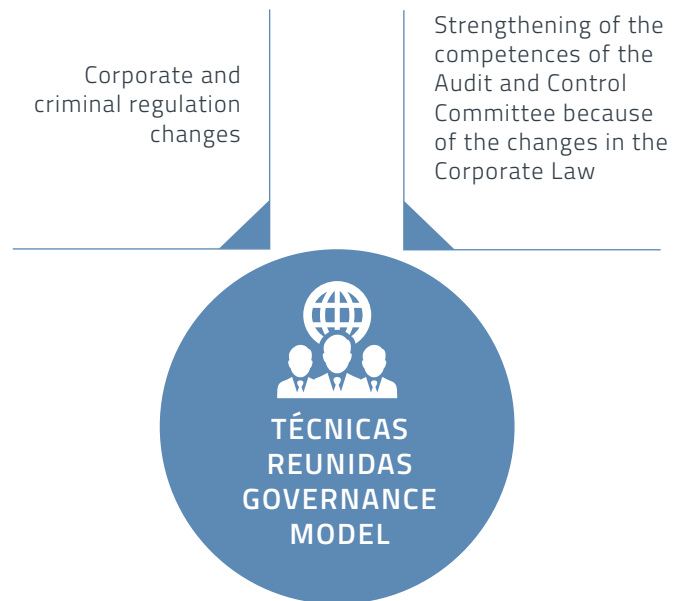 Corporate and
criminal regulation
changes
Strengthening of the
competences of the
Audit and Control
Committee because
of the changes in the
Corporate Law
TÉCNICAS
REUNIDAS
GOVERNANCE
MODEL